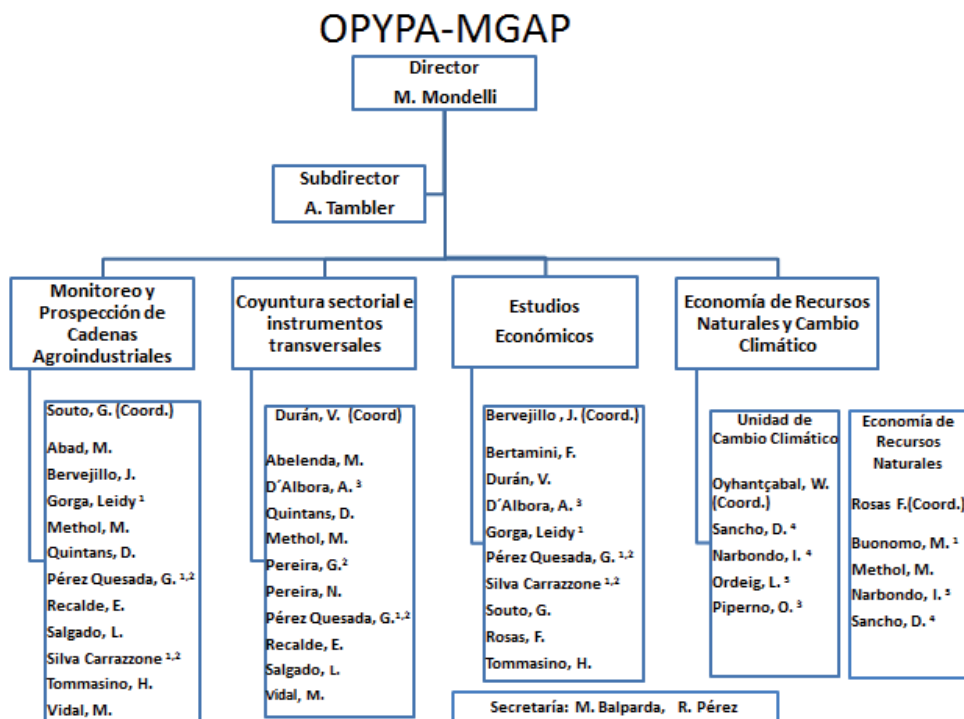 OPYPA-MGAP
Director
M. Mondelli
Subdirector
A. Tambler
Monitoreo y
Prospección de
Cadenas
Agroindustriales
Souto, G. (Coord.)
Abad, M.
Bervejillo, J.
Gorga, Leidy ¹
Methol, M.
Quintans, D.
Pérez Quesada, G. ¹,²
Recalde, E.
Salgado, L.
Silva Carrazzone ¹,²
Tommasino, H.
Vidal, M.
Coyuntura sectorial e
instrumentos
transversales
Durán, V. (Coord)
Abelenda, M.
D´Albora, A. ³
Quintans, D.
Methol, M.
Pereira, G.²
Pereira, N.
Pérez Quesada, G.¹,²
Recalde, E.
Salgado, L.
Vidal, M.
Estudios
Económicos
Bervejillo , J. (Coord.)
Bertamini, F.
Durán, V.
D´Albora, A. ³
Gorga, Leidy ¹
Pérez Quesada, G. ¹,²
Silva Carrazzone ¹,²
Souto, G.
Rosas, F.
Tommasino, H.
Economía de Recursos
Naturales y Cambio
Climático
Unidad de
Cambio Climático
Oyhantçabal, W.
(Coord.)
Sancho, D. ⁴
Narbondo, I. ⁴
Ordeig, L. ⁵
Piperno, O. ³
Economía de
Recursos
Naturales
Rosas F.(Coord.)
Buonomo, M. ¹
Methol, M.
Narbondo, I. ⁵
Sancho, D. ⁴
Secretaría: M. Balparda, R. Pérez